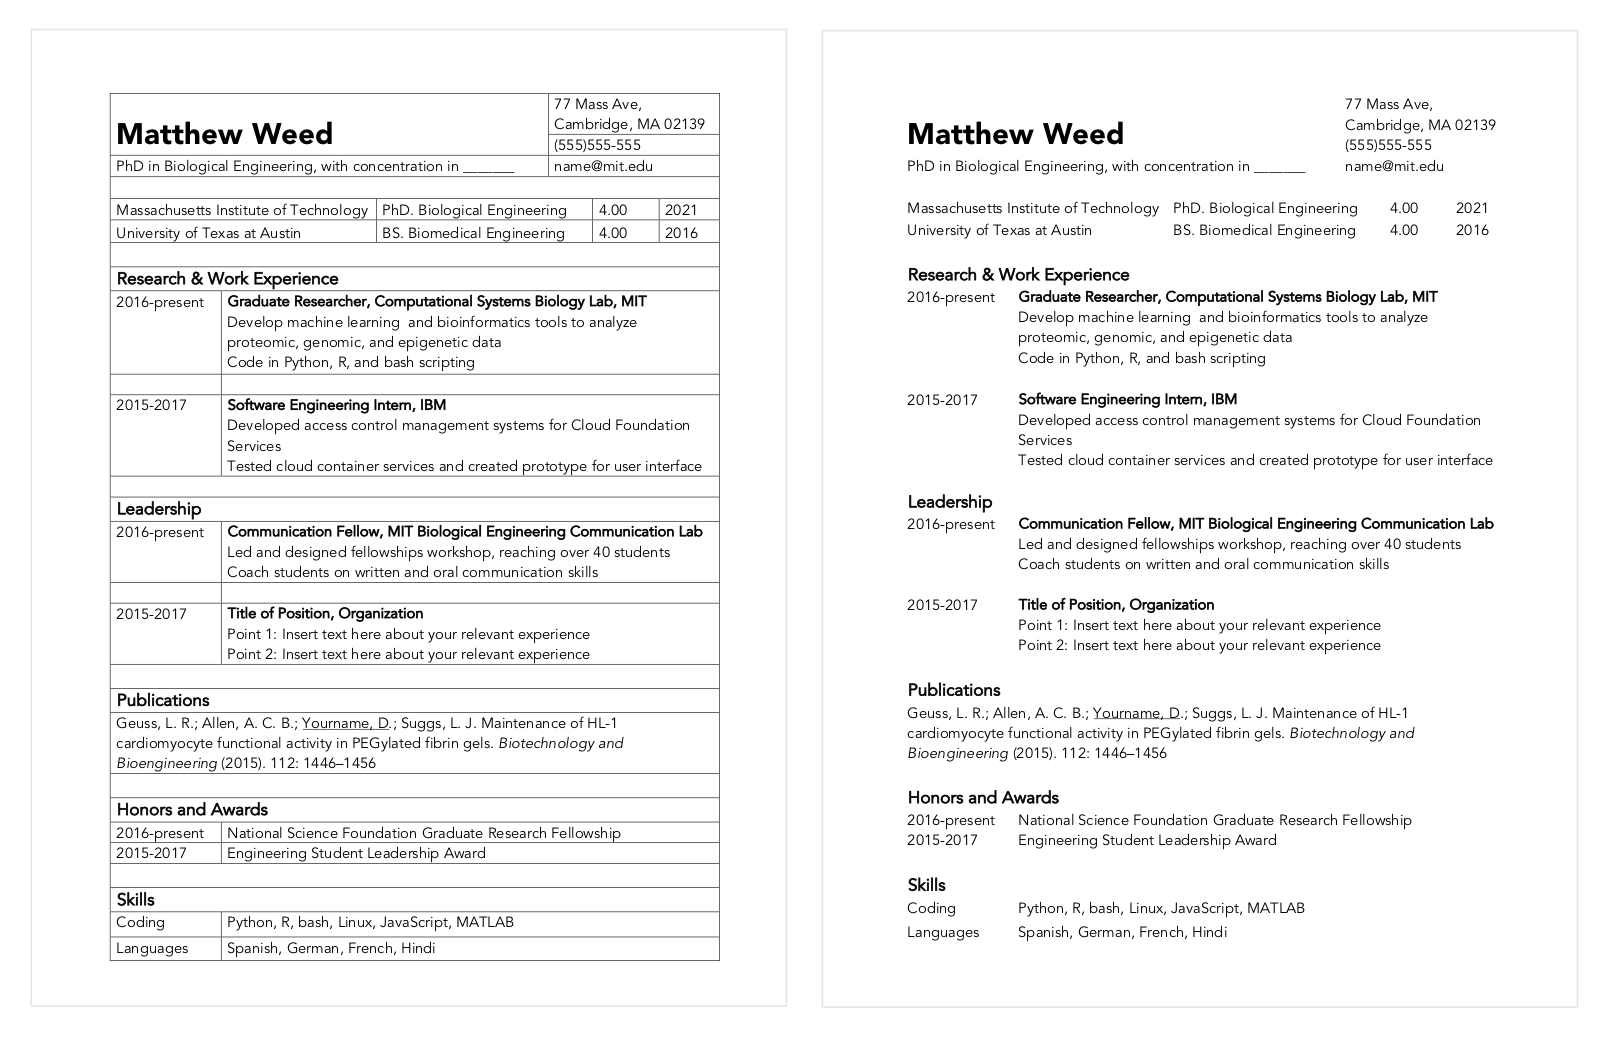 Matthew Weed
77 Mass Ave,
Cambridge, MA 02139
(555)555-555
PhD in Biological Engineering, with concentration in _______ name@mit.edu
Massachusetts Institute of Technology PhD. Biological Engineering 4.00 2021
University of Texas at Austin BS. Biomedical Engineering 4.00 2016
Research & Work Experience
2016-present Graduate Researcher, Computational Systems Biology Lab, MIT
Develop machine learning  and bioinformatics tools to analyze
proteomic, genomic, and epigenetic data
Code in Python, R, and bash scripting
2015-2017 Software Engineering Intern, IBM
Developed access control management systems for Cloud Foundation
Services
Tested cloud container services and created prototype for user interface
Leadership
2016-present Communication Fellow, MIT Biological Engineering Communication Lab
Led and designed fellowships workshop, reaching over 40 students
Coach students on written and oral communication skills
2015-2017 Title of Position, Organization
Point 1: Insert text here about your relevant experience
Point 2: Insert text here about your relevant experience
Publications
Geuss, L. R.; Allen, A. C. B.; Yourname, D.; Suggs, L. J. Maintenance of HL-1
cardiomyocyte functional activity in PEGylated fibrin gels. Biotechnology and
Bioengineering (2015). 112: 1446–1456
Honors and Awards
2016-present National Science Foundation Graduate Research Fellowship
2015-2017 Engineering Student Leadership Award
Skills
Coding Python, R, bash, Linux, JavaScript, MATLAB
Languages Spanish, German, French, Hindi
Matthew Weed
77 Mass Ave,
Cambridge, MA 02139
(555)555-555
PhD in Biological Engineering, with concentration in _______ name@mit.edu
Massachusetts Institute of Technology PhD. Biological Engineering 4.00 2021
University of Texas at Austin BS. Biomedical Engineering 4.00 2016
Research & Work Experience
2016-present Graduate Researcher, Computational Systems Biology Lab, MIT
Develop machine learning  and bioinformatics tools to analyze
proteomic, genomic, and epigenetic data
Code in Python, R, and bash scripting
2015-2017 Software Engineering Intern, IBM
Developed access control management systems for Cloud Foundation
Services
Tested cloud container services and created prototype for user interface
Leadership
2016-present Communication Fellow, MIT Biological Engineering Communication Lab
Led and designed fellowships workshop, reaching over 40 students
Coach students on written and oral communication skills
2015-2017 Title of Position, Organization
Point 1: Insert text here about your relevant experience
Point 2: Insert text here about your relevant experience
Publications
Geuss, L. R.; Allen, A. C. B.; Yourname, D.; Suggs, L. J. Maintenance of HL-1
cardiomyocyte functional activity in PEGylated fibrin gels. Biotechnology and
Bioengineering (2015). 112: 1446–1456
Honors and Awards
2016-present National Science Foundation Graduate Research Fellowship
2015-2017 Engineering Student Leadership Award
Skills
Coding Python, R, bash, Linux, JavaScript, MATLAB
Languages Spanish, German, French, Hindi